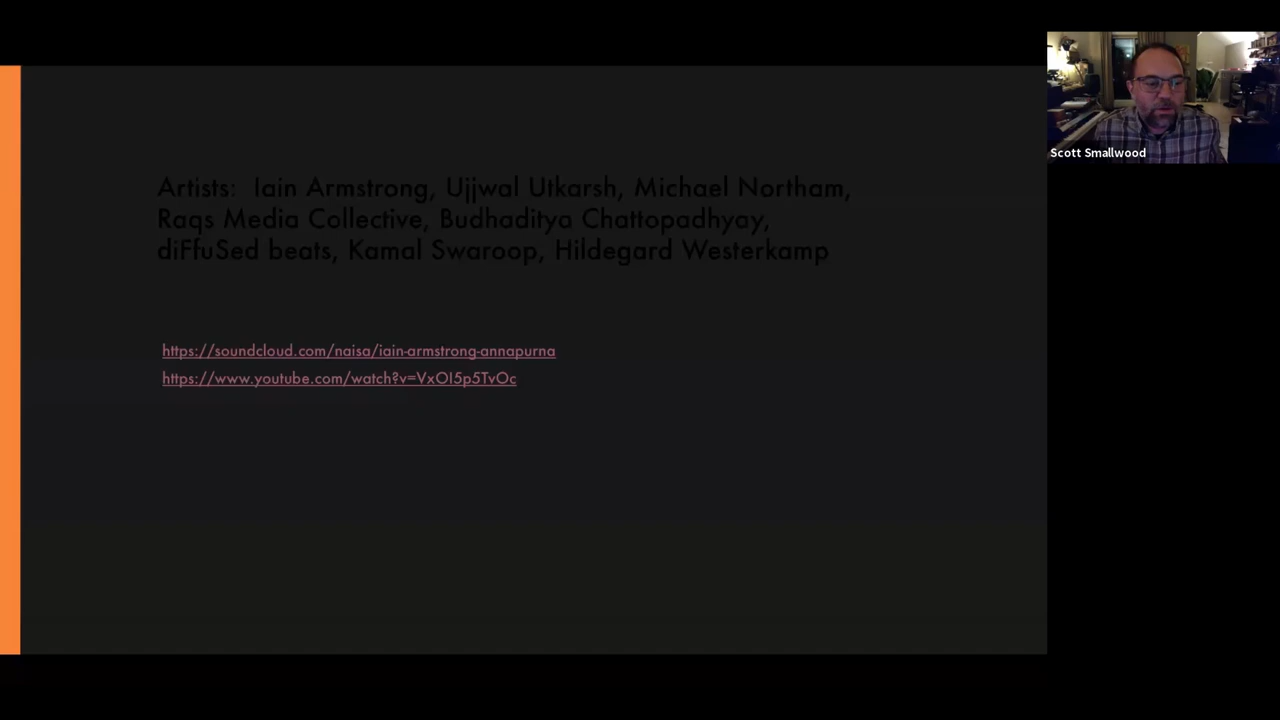 Artists:  Iain Armstrong, Ujjwal Utkarsh, Michael Northam,
Raqs Media Collective, Budhaditya Chattopadhyay,
diFfuSed beats, Kamal Swaroop, Hildegard Westerkamp
https://soundcloud.com/naisa/iain-armstrong-annapurna
https://www.youtube.com/watch?v=VxOI5p5TvOc
Scott Smallwood